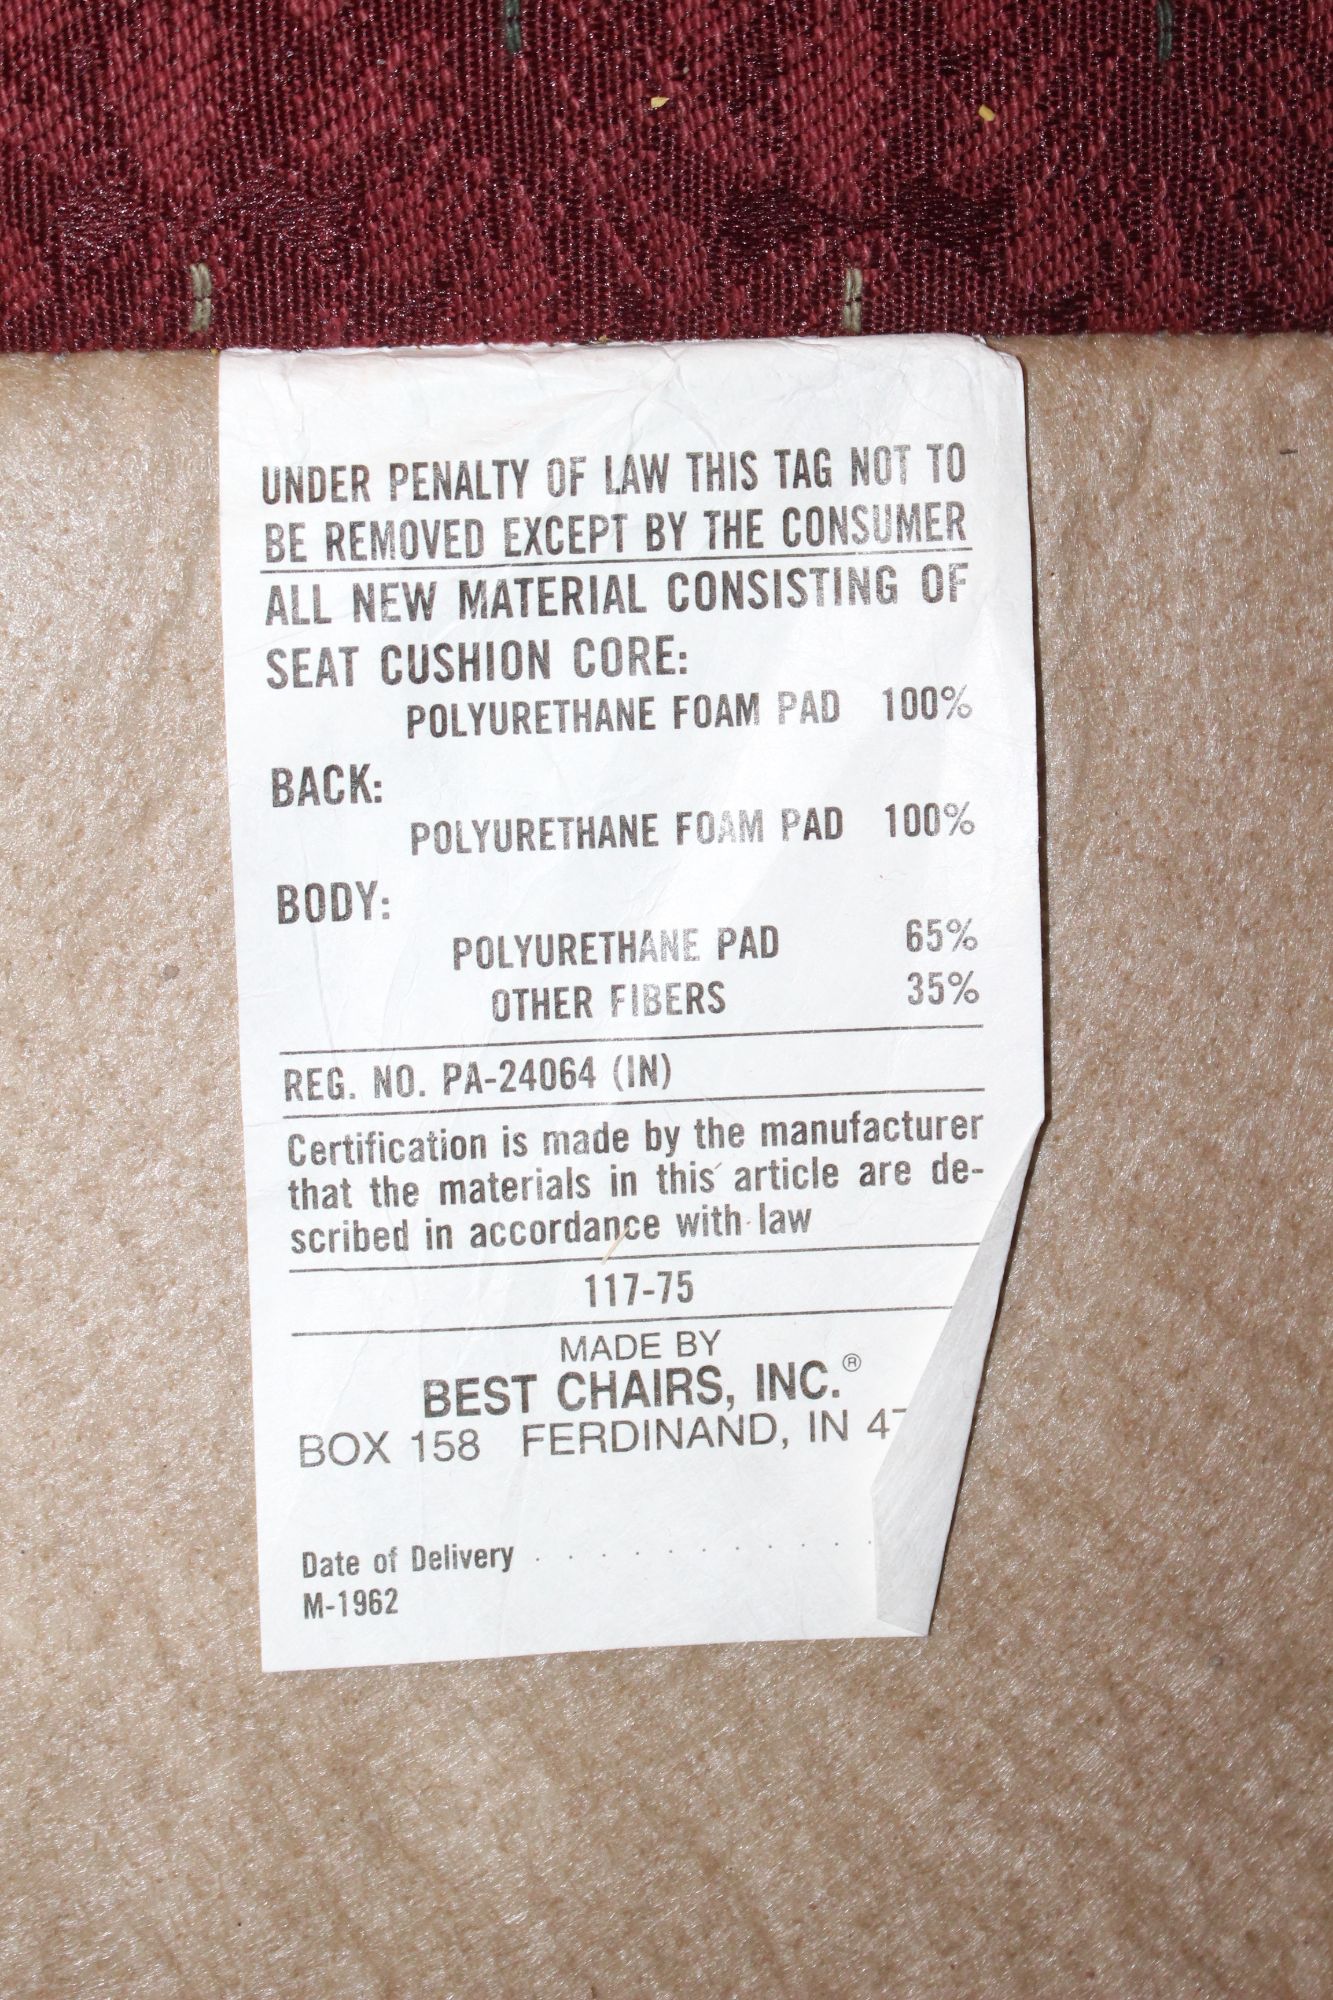 UNDER PENALTY OF LAW THIS TAG NOT TO
BE REMOVED EXCEPT BY THE CONSUMER
ALL NEW MATERIAL CONSISTING OF
SEAT CUSHION CORE:
POLYURETHANE FOAM PAD 100%
BACK:
POLYURETHANE FOAM PAD 100%
BODY:
POLYURETHANE PAD 65%
OTHER FIBERS 35%
REG. NO. PA-24064 (IN)
Certification is made by the manufacturer
that the materials in this article are de-
scribed in accordance with law
117-75
MADE BY
BEST CHAIRS, INC.®
BOX 158 FERDINAND, IN
Date of Delivery . . . . . . . . . . .
M-1962